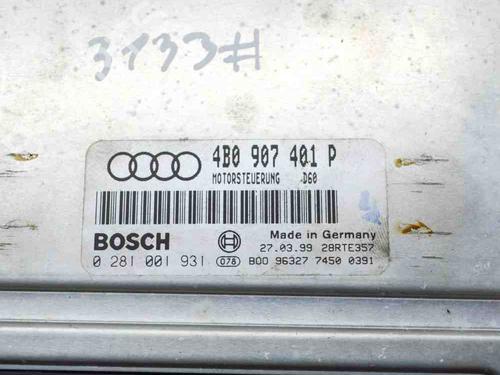 3133#
4B0 907 401 P
MOTORSTEUERUNG D60
BOSCH
Made in Germany
27.03.99 28RTE357
0 281 001 931 078 B00 96327 7450 0391